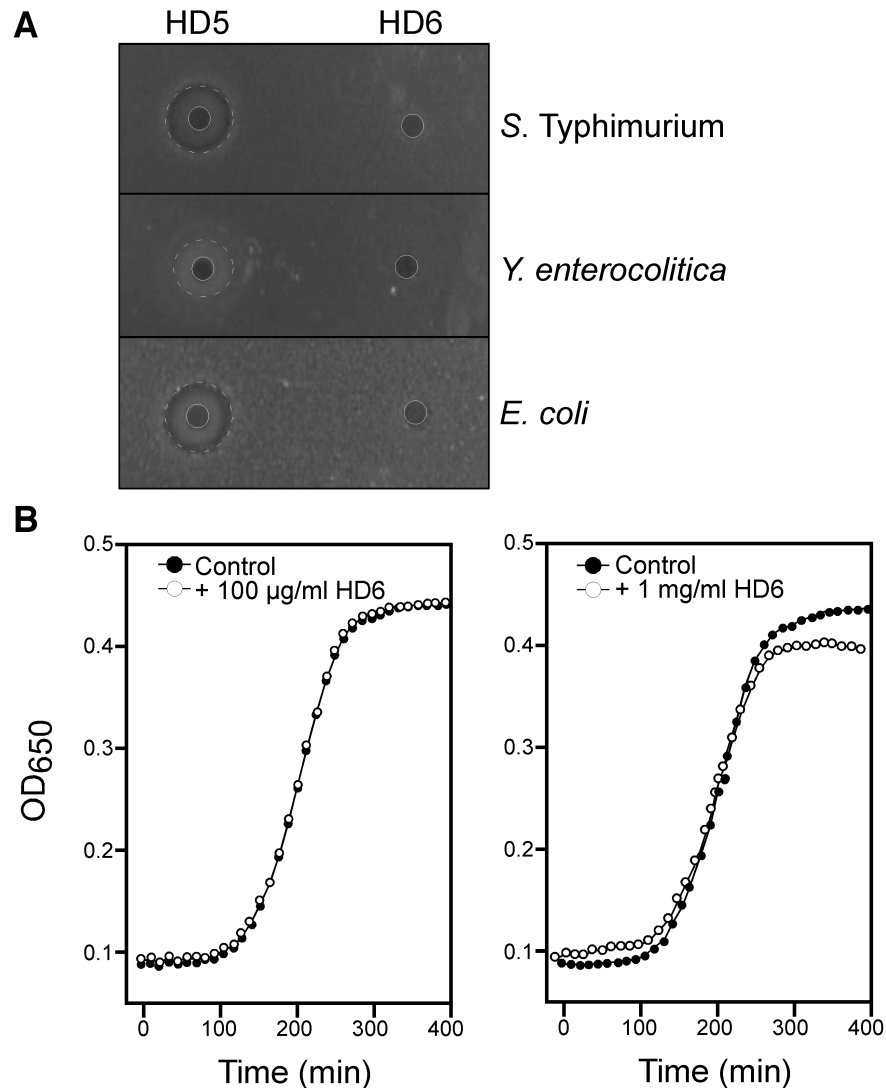 A
HD5 HD6
S. Typhimurium
Y. enterocolitica
E. coli
B
0.5
0.4
0.3
0.2
0.1
OD650
Control
+ 100 µg/ml HD6
0 100 200 300 400
Time (min)
0.5
0.4
0.3
0.2
0.1
Control
+ 1 mg/ml HD6
0 100 200 300 400
Time (min)